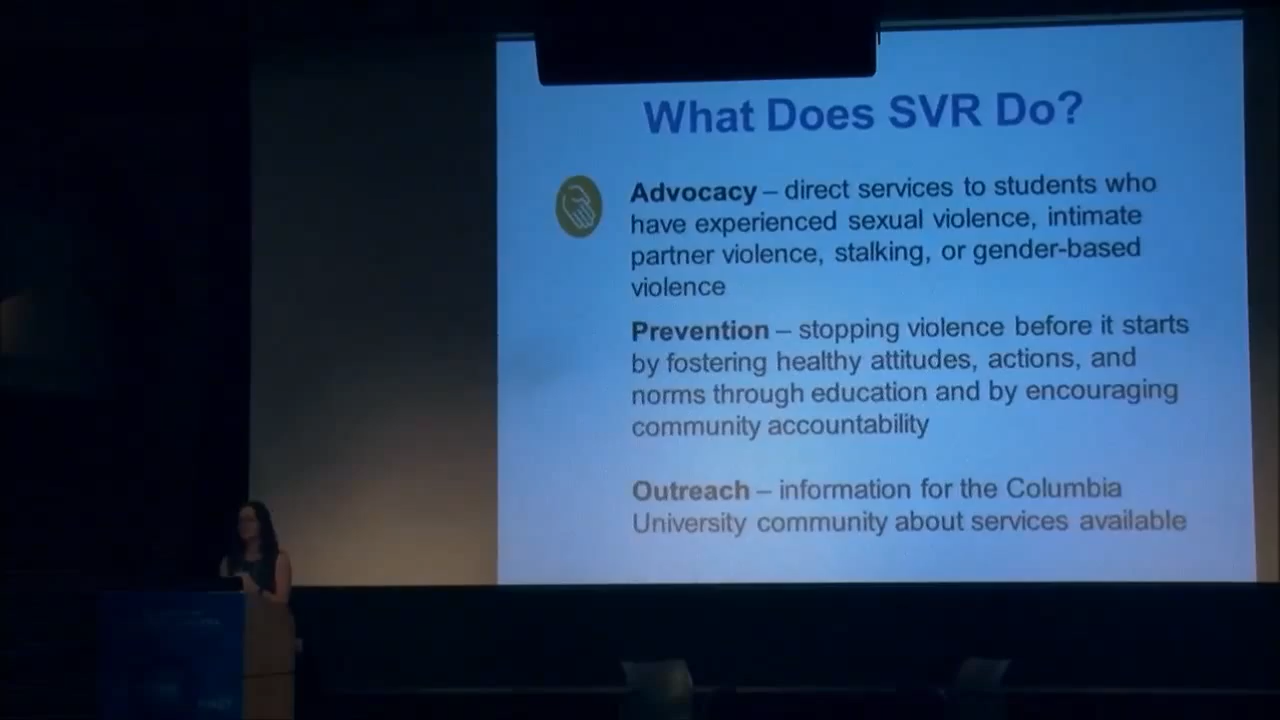 What Does SVR Do?
Advocacy – direct services to students who
have experienced sexual violence, intimate
partner violence, stalking, or gender-based
violence
Prevention – stopping violence before it starts
by fostering healthy attitudes, actions, and
norms through education and by encouraging
community accountability
Outreach – information for the Columbia
University community about services available